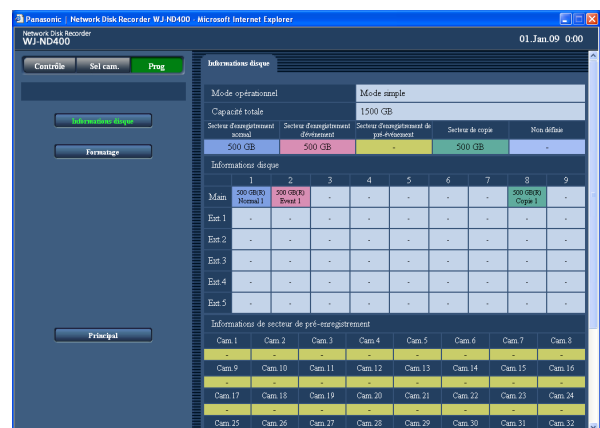 Panasonic | Network Disk Recorder WJ-ND400 - Microsoft Internet Explorer
Network Disk Recorder
WJ-ND400
01.Jan.09 0:00
Contrôle Sel cam. Prog
Informations disque
Formatage
Principal
Informations disque
Mode opérationnel Mode simple
Capacité totale 1500 GB
Secteur d'enregistrement normal Secteur d'enregistrement d'événement Secteur d'enregistrement de pré-événement Secteur de copie Non définie
500 GB 500 GB - 500 GB -
Informations disque
1 2 3 4 5 6 7 8 9
Main 500 GB(R) Normal 1 500 GB(R) Event 1 - - - - - 500 GB(R) Copie 1 -
Ext.1 - - - - - - - - -
Ext.2 - - - - - - - - -
Ext.3 - - - - - - - - -
Ext.4 - - - - - - - - -
Ext.5 - - - - - - - - -
Informations de secteur de pré-enregistrement
Cam.1 Cam.2 Cam.3 Cam.4 Cam.5 Cam.6 Cam.7 Cam.8
- - - - - - - -
Cam.9 Cam.10 Cam.11 Cam.12 Cam.13 Cam.14 Cam.15 Cam.16
- - - - - - - -
Cam.17 Cam.18 Cam.19 Cam.20 Cam.21 Cam.22 Cam.23 Cam.24
- - - - - - - -
Cam.25 Cam.26 Cam.27 Cam.28 Cam.29 Cam.30 Cam.31 Cam.32